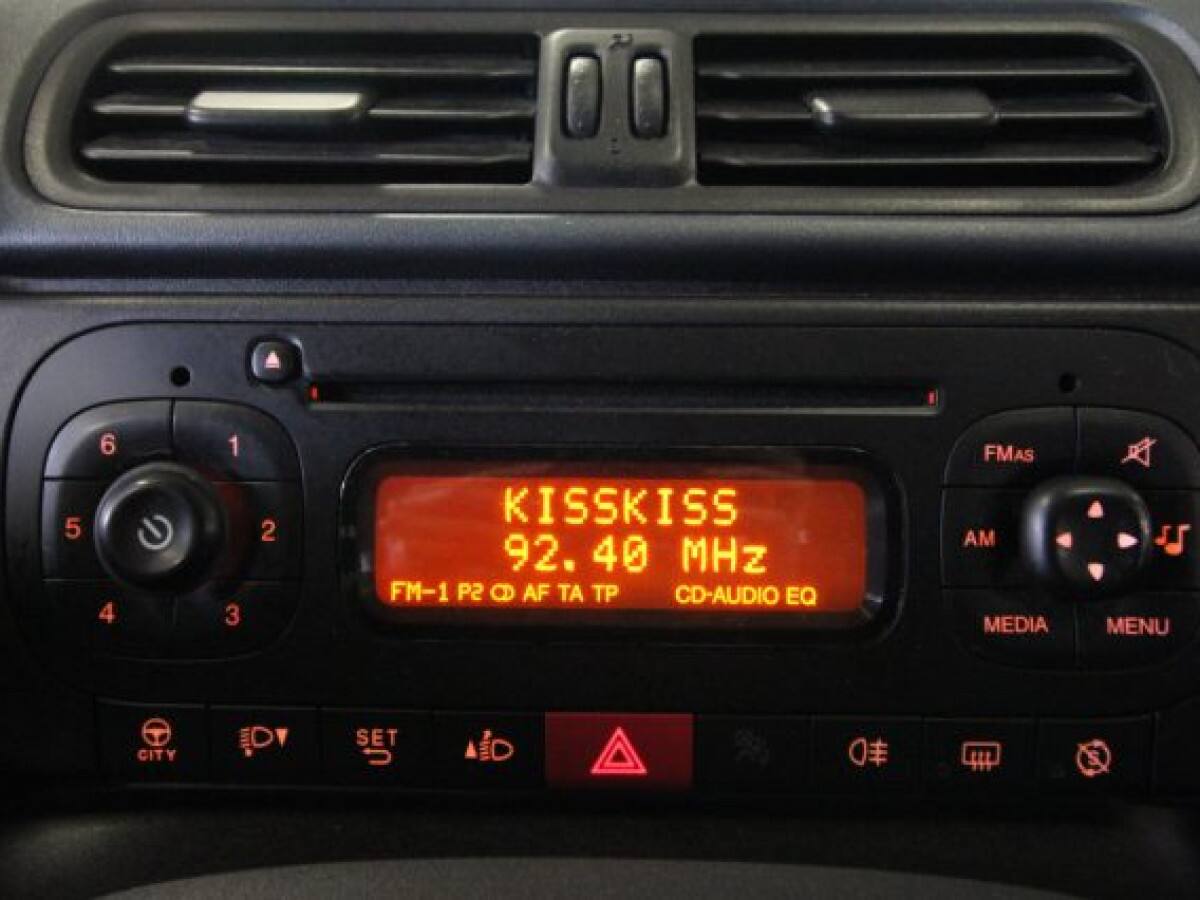 6 1
5 2
4 3
KISSKISS
92.40 MHz
FM-1 P2 AF TA TP CD-AUDIO EQ
FMAS
AM
MEDIA MENU
CITY
SET
S